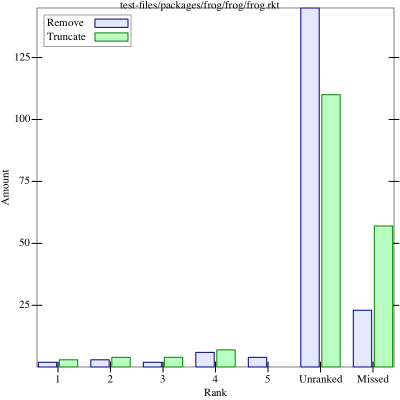 test-files/packages/frog/frog/frog.rkt
Remove
Truncate
125
100
75
50
25
Amount
1 2 3 4 5 Unranked Missed
Rank